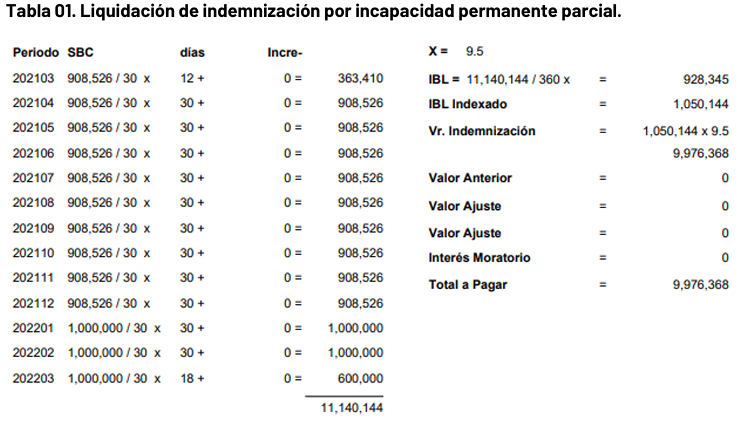 Tabla 01. Liquidación de indemnización por incapacidad permanente parcial.
Periodo SBC días Incre-
202103 908,526 / 30 x 12 + 0 = 363,410
202104 908,526 / 30 x 30 + 0 = 908,526
202105 908,526 / 30 x 30 + 0 = 908,526
202106 908,526 / 30 x 30 + 0 = 908,526
202107 908,526 / 30 x 30 + 0 = 908,526
202108 908,526 / 30 x 30 + 0 = 908,526
202109 908,526 / 30 x 30 + 0 = 908,526
202110 908,526 / 30 x 30 + 0 = 908,526
202111 908,526 / 30 x 30 + 0 = 908,526
202112 908,526 / 30 x 30 + 0 = 908,526
202201 1,000,000 / 30 x 30 + 0 = 1,000,000
202202 1,000,000 / 30 x 30 + 0 = 1,000,000
202203 1,000,000 / 30 x 18 + 0 = 600,000
11,140,144
X = 9.5
IBL = 11,140,144 / 360 x = 928,345
IBL Indexado = 1,050,144
Vr. Indemnización = 1,050,144 x 9.5
9,976,368
Valor Anterior = 0
Valor Ajuste = 0
Valor Ajuste = 0
Interés Moratorio = 0
Total a Pagar = 9,976,368